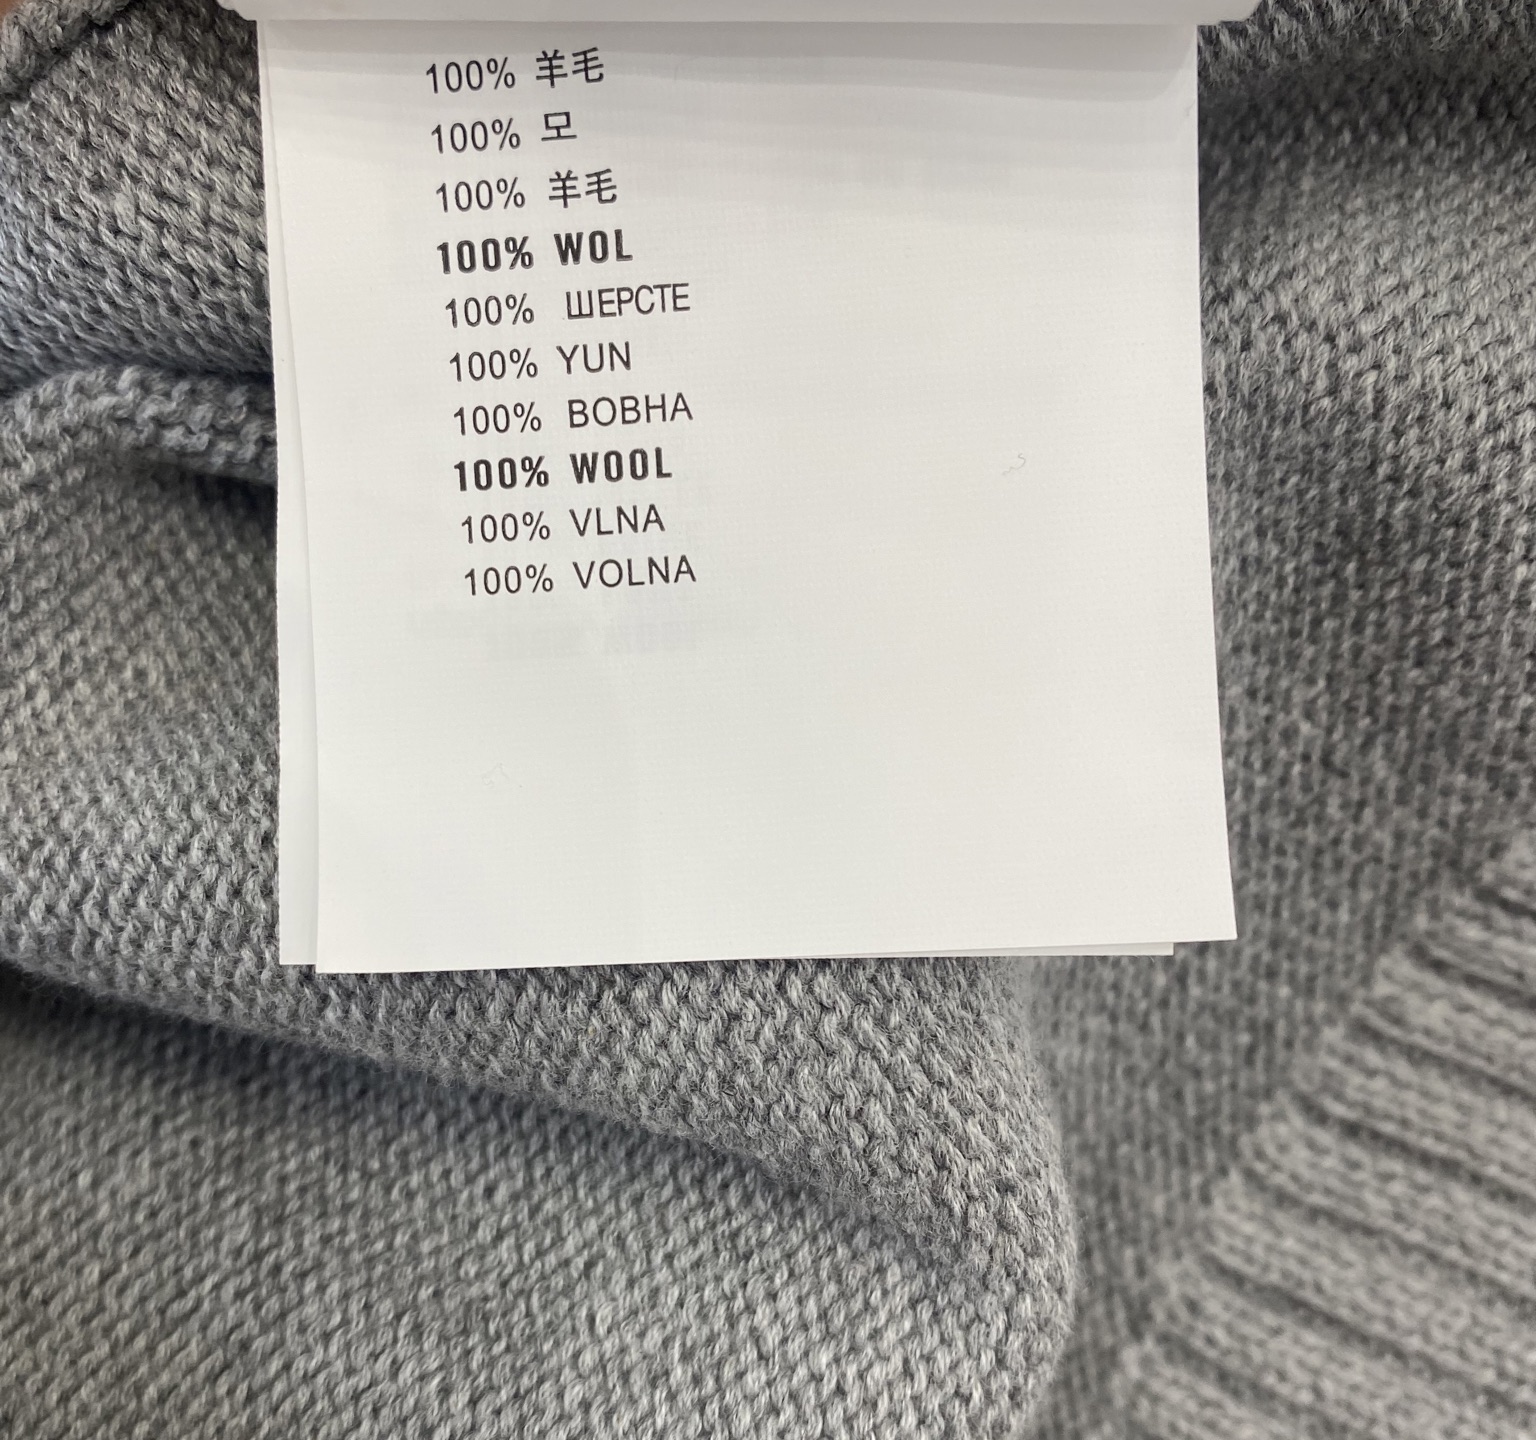 100% 羊毛
100% 모
100% 羊毛
100% WOL
100% ШЕРСТЕ
100% YUN
100% ВОВНА
100% WOOL
100% VLNA
100% VOLNA